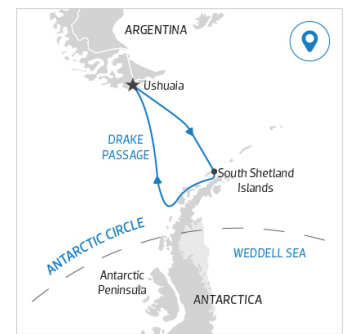 ARGENTINA
Ushuaia
DRAKE
PASSAGE
South Shetland
Islands
ANTARCTIC CIRCLE
WEDDELL SEA
Antarctic
Peninsula
ANTARCTICA